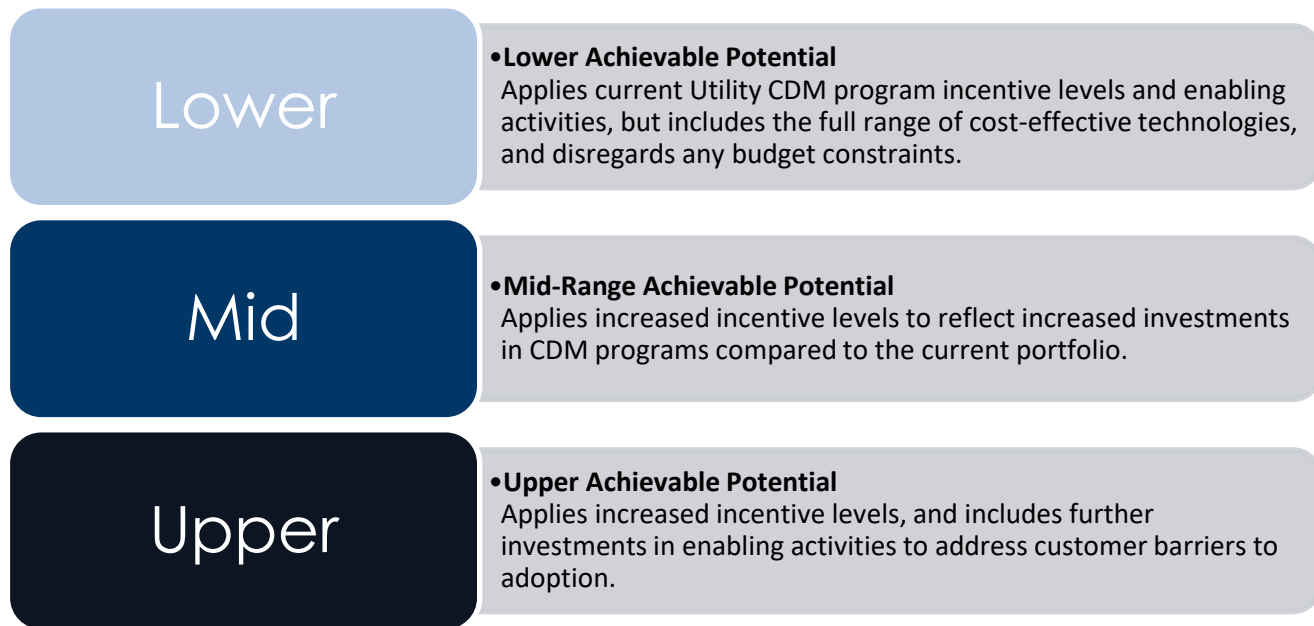 Lower
•Lower Achievable Potential
Applies current Utility CDM program incentive levels and enabling
activities, but includes the full range of cost-effective technologies,
and disregards any budget constraints.
Mid
•Mid-Range Achievable Potential
Applies increased incentive levels to reflect increased investments
in CDM programs compared to the current portfolio.
Upper
•Upper Achievable Potential
Applies increased incentive levels, and includes further
investments in enabling activities to address customer barriers to
adoption.